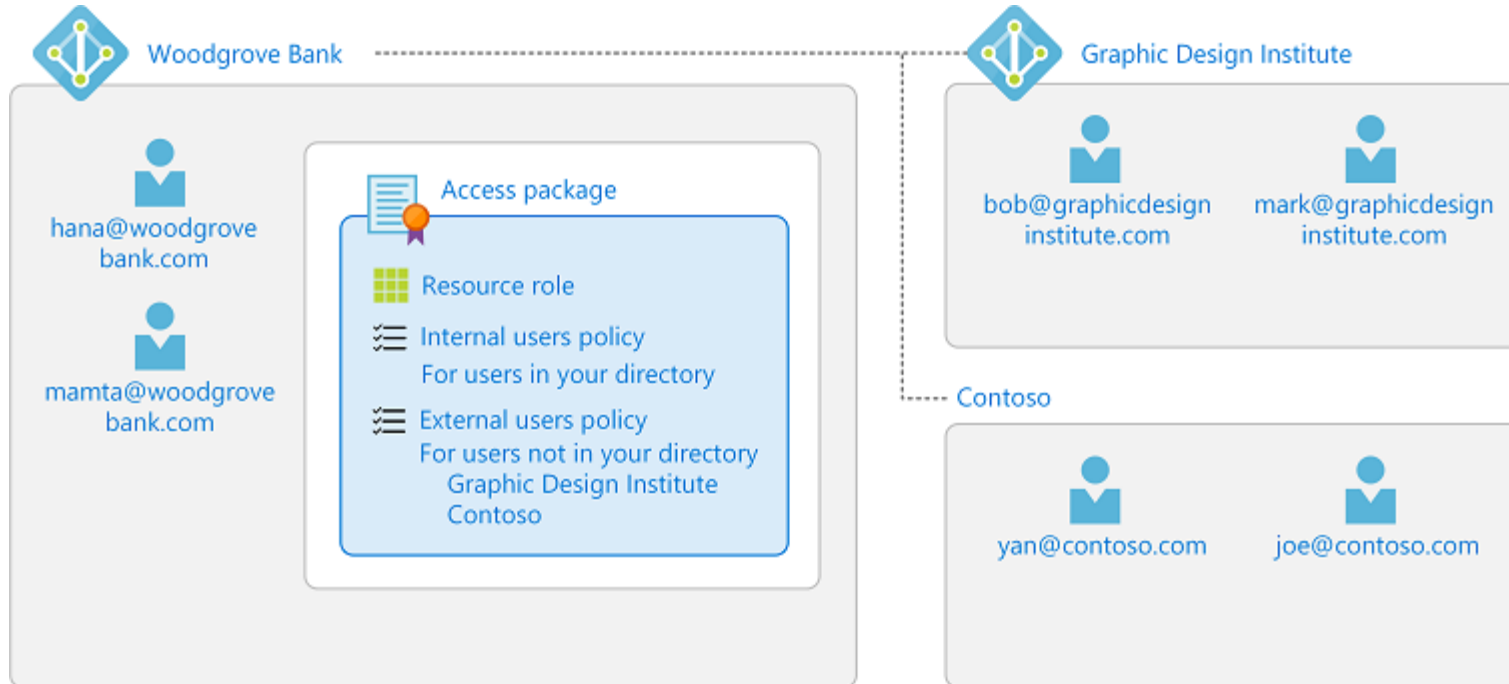 Woodgrove Bank
hana@woodgrove
bank.com
mamta@woodgrove
bank.com
Access package
Resource role
Internal users policy
For users in your directory
External users policy
For users not in your directory
Graphic Design Institute
Contoso
Graphic Design Institute
bob@graphicdesign
institute.com
mark@graphicdesign
institute.com
Contoso
yan@contoso.com
joe@contoso.com